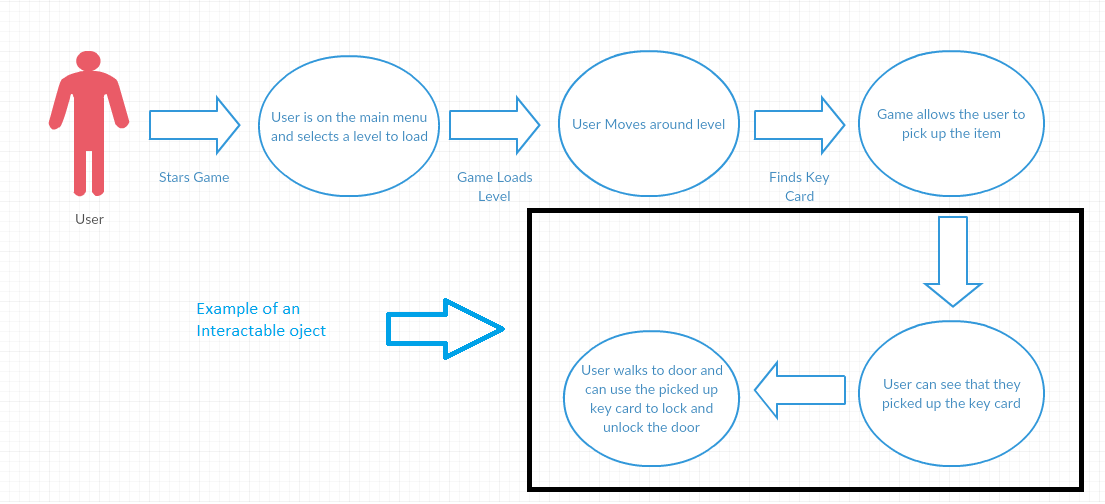 User is on the main menu
and selects a level to load
User Moves around level
Game allows the user to
pick up the item
Stars Game
Game Loads
Level
Finds Key
Card
User
Example of an
Interactable oject
User walks to door and
can use the picked up
key card to lock and
unlock the door
User can see that they
picked up the key card